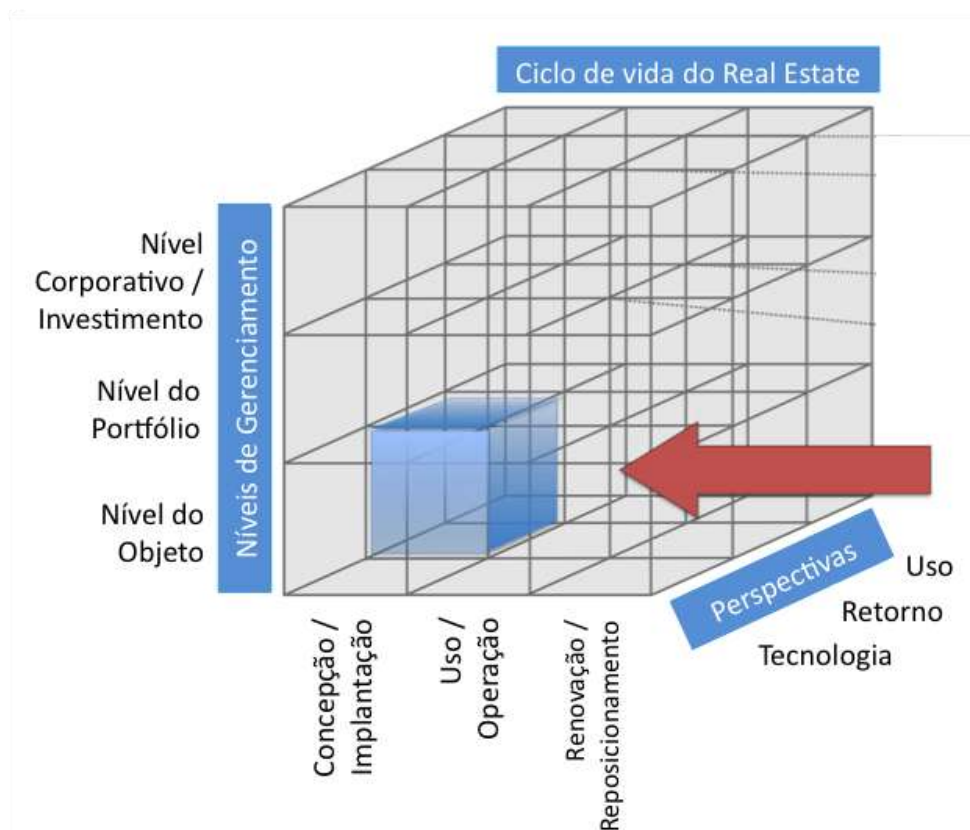 Ciclo de vida do Real Estate
Níveis de Gerenciamento
Nível
Corporativo /
Investimento
Nível do
Portfólio
Nível do
Objeto
Concepção /
Implantação
Uso /
Operação
Renovação /
Reposicionamento
Perspectivas
Uso
Retorno
Tecnologia